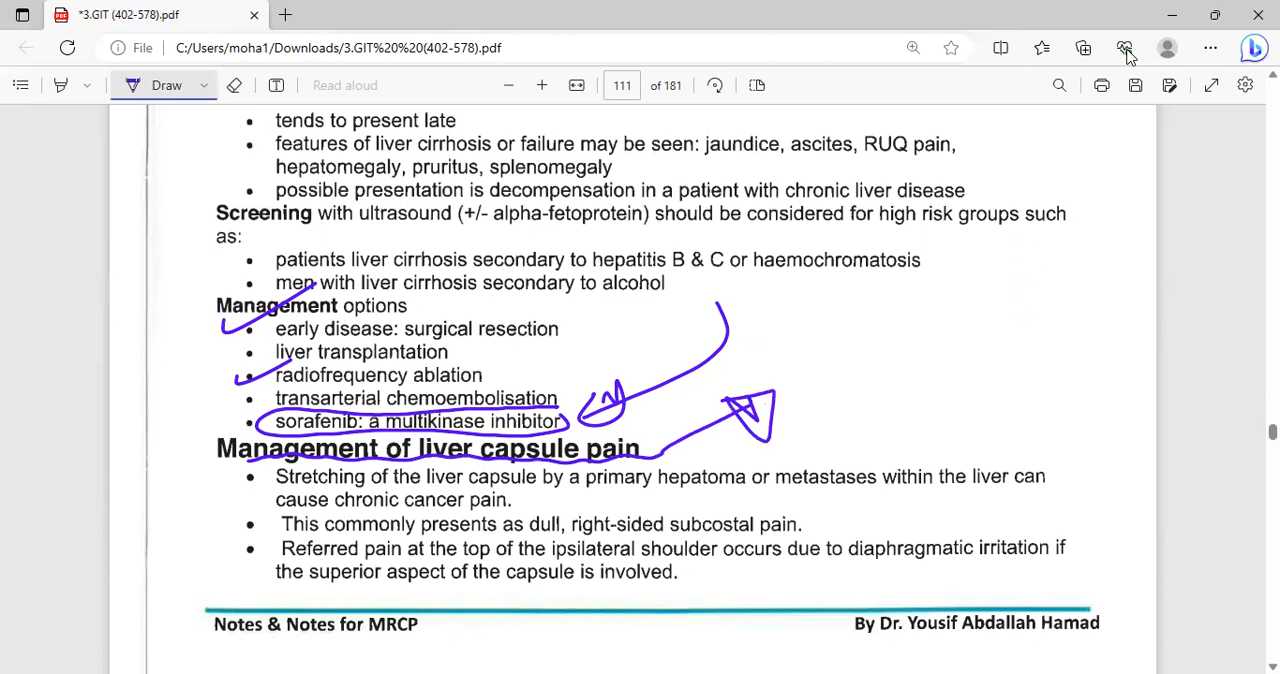 *3.GIT (402-578).pdf
File C:/Users/moha1/Downloads/3.GIT%20%20(402-578).pdf
Draw Read aloud 111 of 181
• tends to present late
• features of liver cirrhosis or failure may be seen: jaundice, ascites, RUQ pain,
hepatomegaly, pruritus, splenomegaly
• possible presentation is decompensation in a patient with chronic liver disease
Screening with ultrasound (+/- alpha-fetoprotein) should be considered for high risk groups such
as:
• patients liver cirrhosis secondary to hepatitis B & C or haemochromatosis
• men with liver cirrhosis secondary to alcohol
Management options
• early disease: surgical resection
• liver transplantation
• radiofrequency ablation
• transarterial chemoembolisation
• sorafenib: a multikinase inhibitor
Management of liver capsule pain
• Stretching of the liver capsule by a primary hepatoma or metastases within the liver can
cause chronic cancer pain.
• This commonly presents as dull, right-sided subcostal pain.
• Referred pain at the top of the ipsilateral shoulder occurs due to diaphragmatic irritation if
the superior aspect of the capsule is involved.
Notes & Notes for MRCP By Dr. Yousif Abdallah Hamad